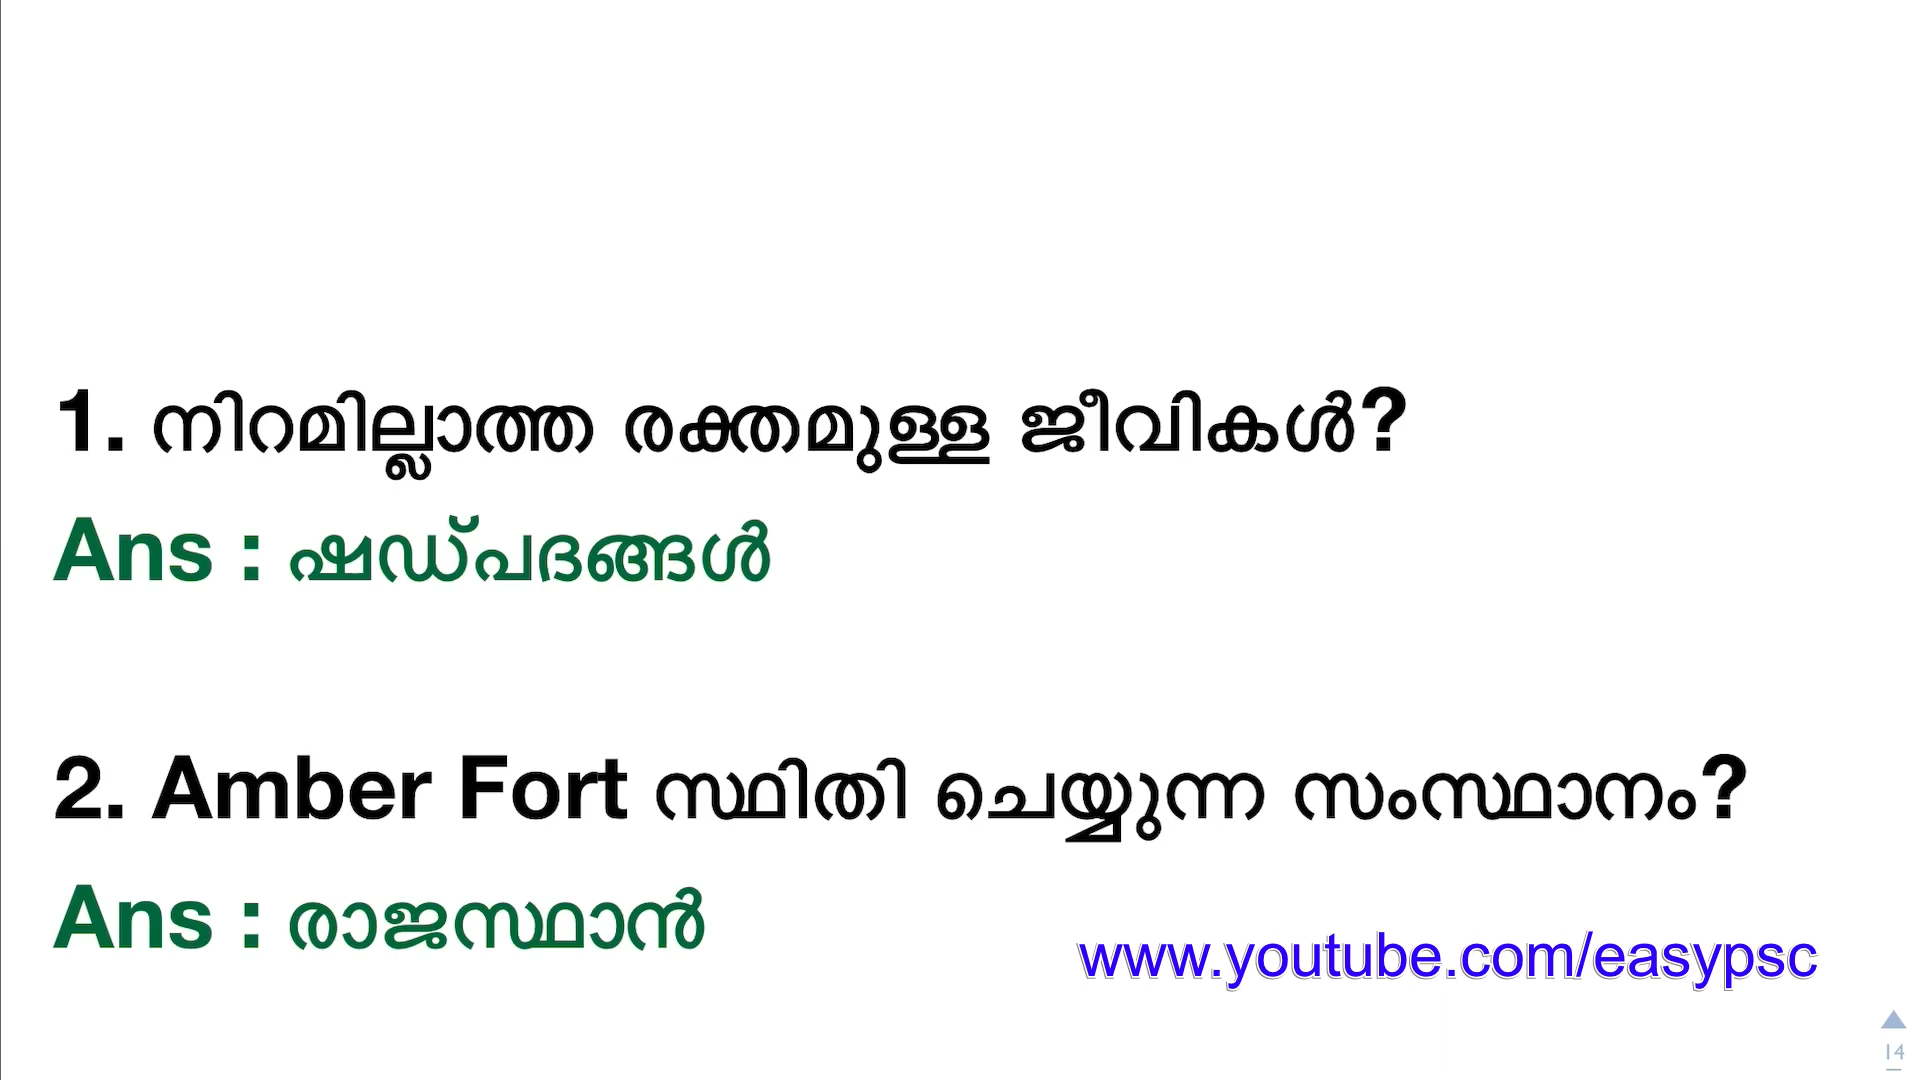 1. നിറമില്ലാത്ത രക്തമുള്ള ജീവികൾ?
Ans : ഷഡ്പദങ്ങൾ
2. Amber Fort സ്ഥിതി ചെയ്യുന്ന സംസ്ഥാനം?
Ans : രാജസ്ഥാൻ
www.youtube.com/easypsc
14